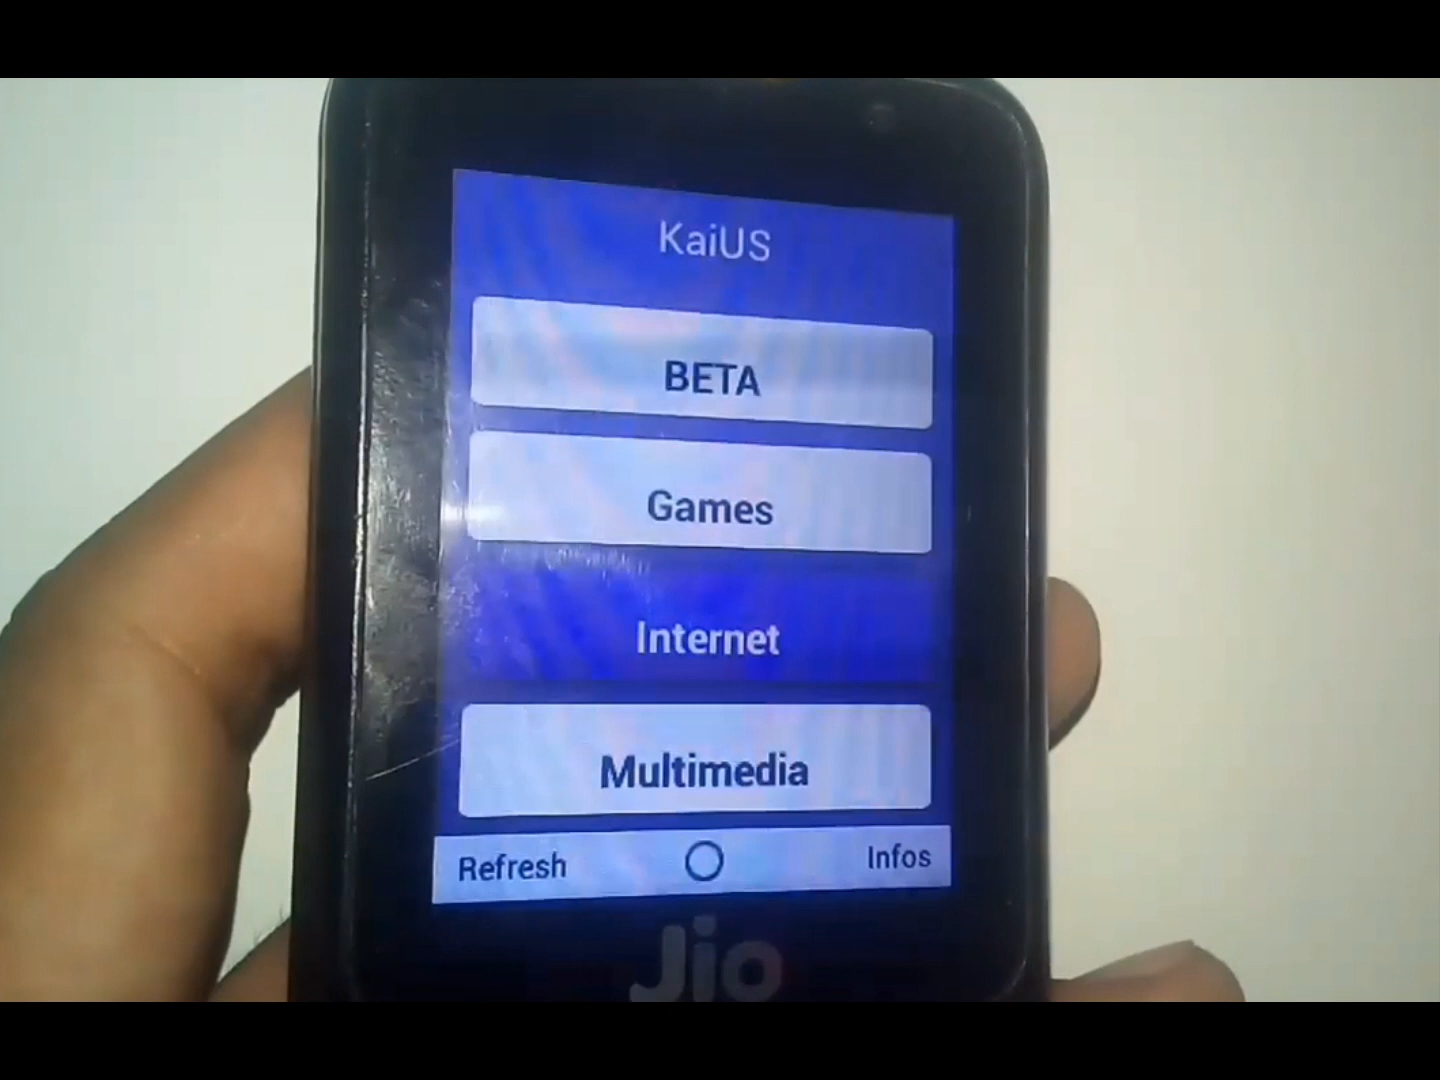 KaiUS
BETA
Games
Internet
Multimedia
Refresh
Infos
Jio